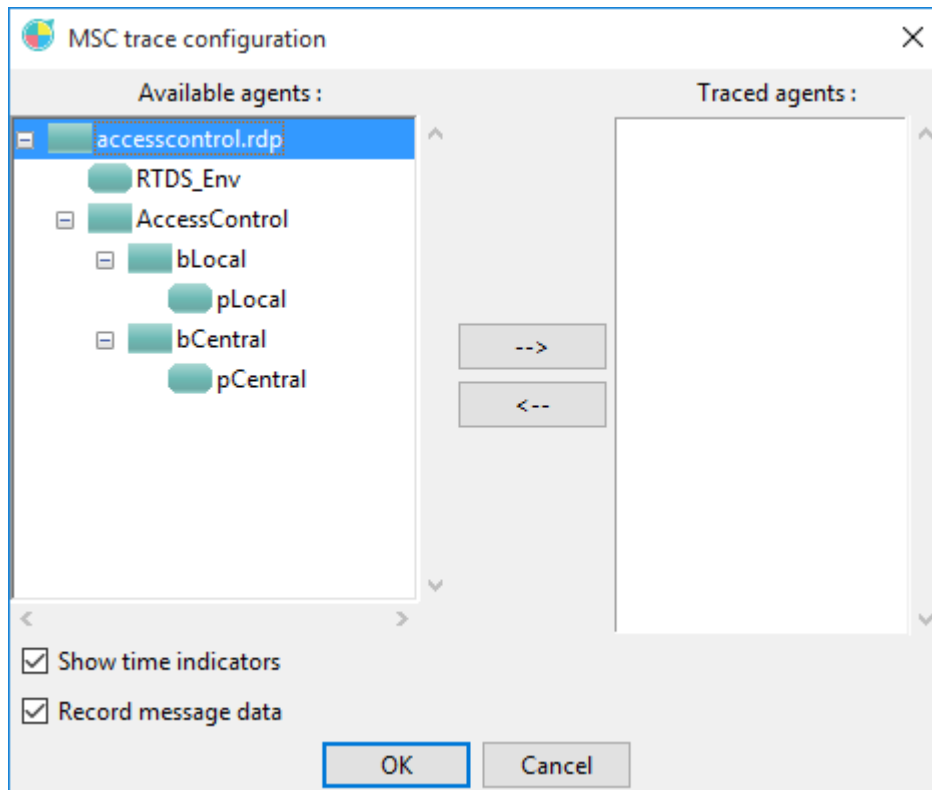 MSC trace configuration
Available agents :
Traced agents :
accesscontrol.rdp
RTDS_Env
AccessControl
bLocal
pLocal
bCentral
pCentral
-->
<--
Show time indicators
Record message data
OK
Cancel